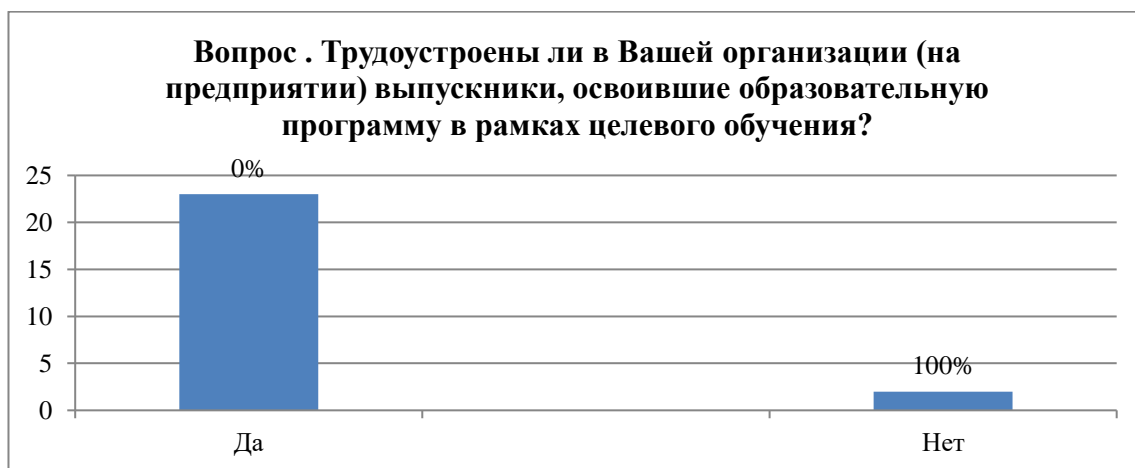 Вопрос . Трудоустроены ли в Вашей организации (на
предприятии) выпускники, освоившие образовательную
программу в рамках целевого обучения?
0%
25
20
15
10
5
0
100%
Да
Нет